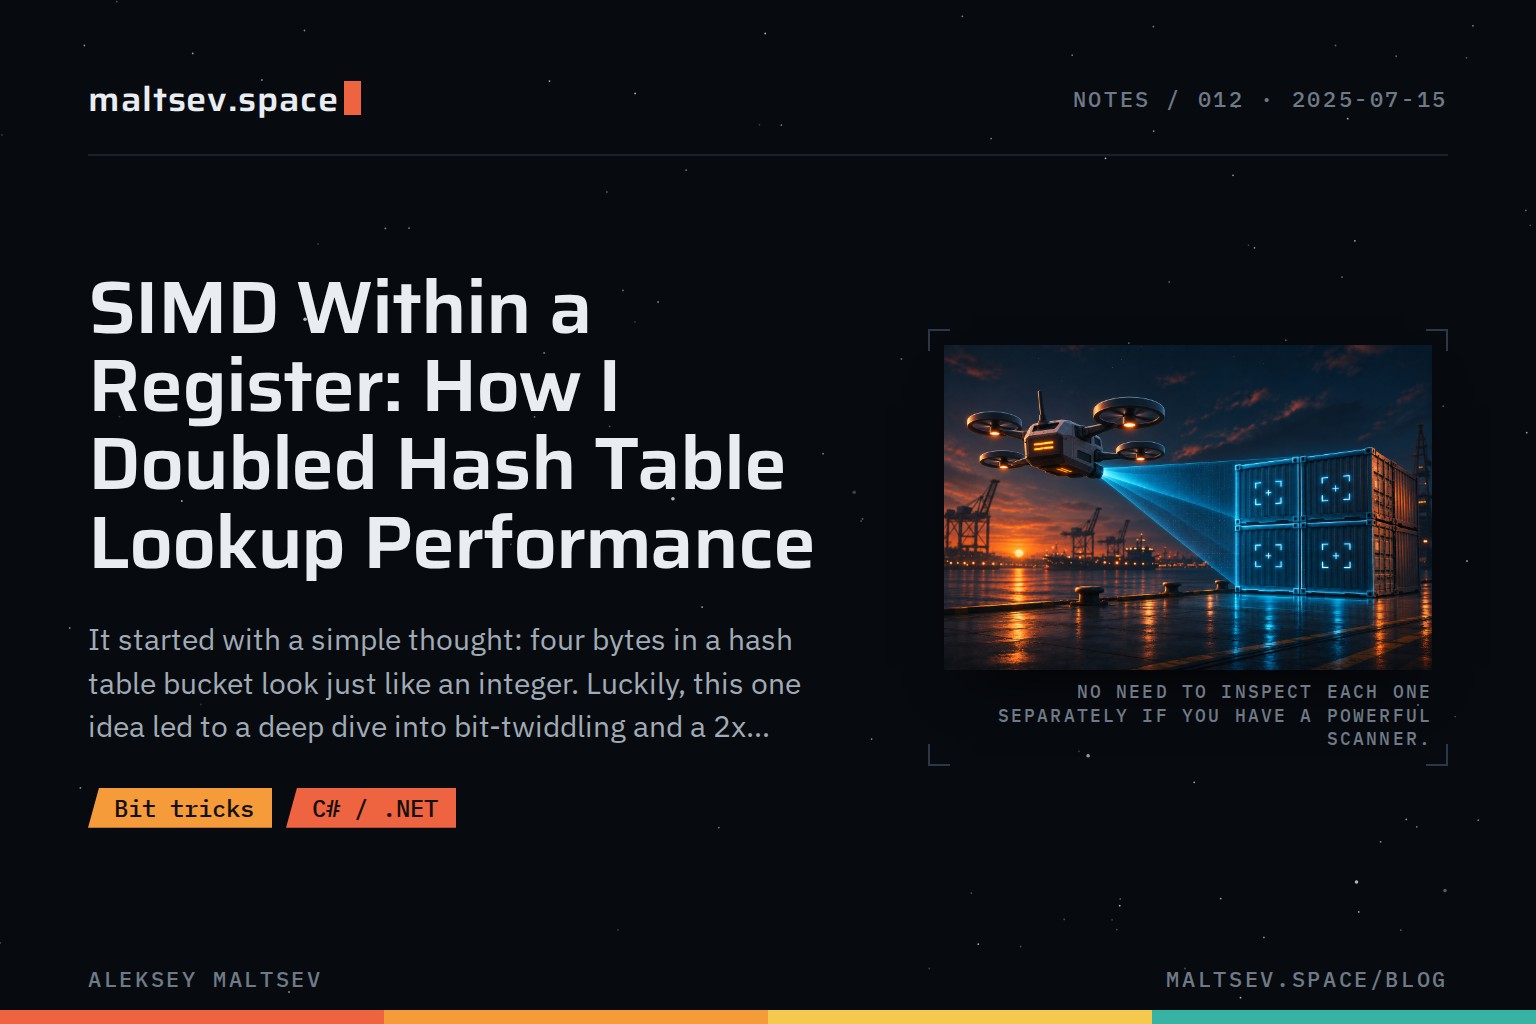 maltsev.space
NOTES / 012 · 2025-07-15
SIMD Within a
Register: How I
Doubled Hash Table
Lookup Performance
It started with a simple thought: four bytes in a hash
table bucket look just like an integer. Luckily, this one
idea led to a deep dive into bit-twiddling and a 2x...
Bit tricks
C# / .NET
NO NEED TO INSPECT EACH ONE
SEPARATELY IF YOU HAVE A POWERFUL
SCANNER.
ALEKSEY MALTSEV
MALTSEV.SPACE/BLOG